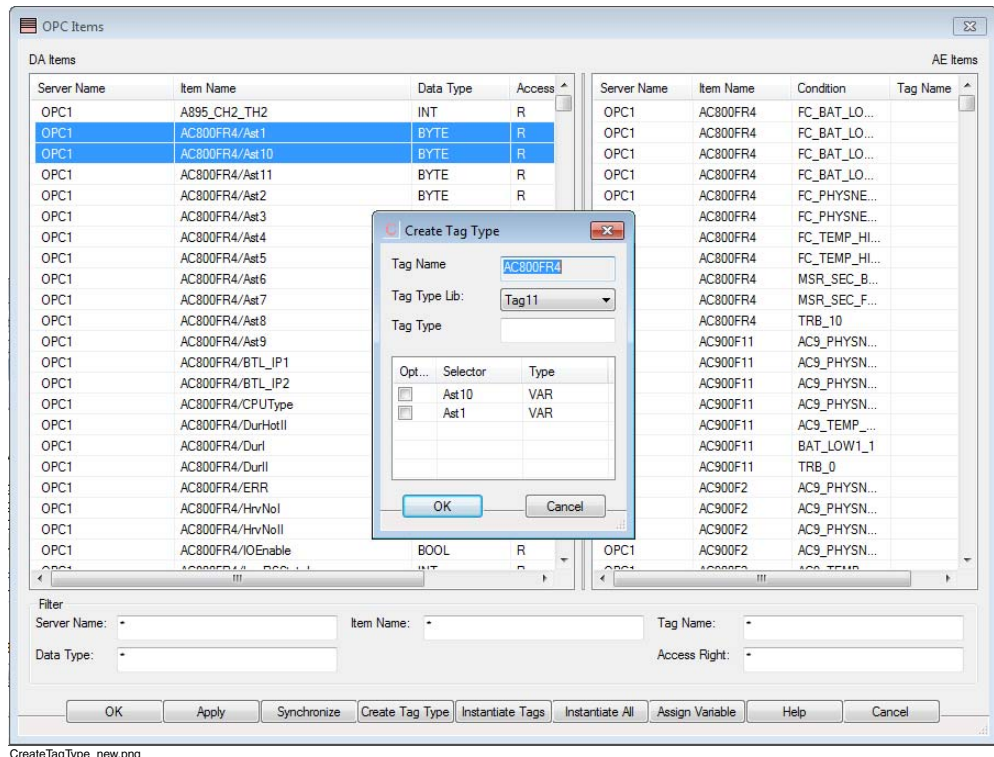 OPC Items
DA Items
AE Items
Server Name Item Name Data Type Access
OPC1 A895_CH2_TH2 INT R
OPC1 AC800FR4/Ast1 BYTE R
OPC1 AC800FR4/Ast10 BYTE R
OPC1 AC800FR4/Ast11 BYTE R
OPC1 AC800FR4/Ast2 BYTE R
OPC1 AC800FR4/Ast3
OPC1 AC800FR4/Ast4
OPC1 AC800FR4/Ast5
OPC1 AC800FR4/Ast6
OPC1 AC800FR4/Ast7
OPC1 AC800FR4/Ast8
OPC1 AC800FR4/Ast9
OPC1 AC800FR4/BTL_IP1
OPC1 AC800FR4/BTL_IP2
OPC1 AC800FR4/CPUType
OPC1 AC800FR4/DurHotII
OPC1 AC800FR4/DurI
OPC1 AC800FR4/DurII
OPC1 AC800FR4/ERR
OPC1 AC800FR4/HrvNoI
OPC1 AC800FR4/HrvNoII
OPC1 AC800FR4/IOEnable BOOL R
Server Name Item Name Condition Tag Name
OPC1 AC800FR4 FC_BAT_LO...
OPC1 AC800FR4 FC_BAT_LO...
OPC1 AC800FR4 FC_BAT_LO...
OPC1 AC800FR4 FC_BAT_LO...
OPC1 AC800FR4 FC_PHYSNE...
AC800FR4 FC_PHYSNE...
AC800FR4 FC_TEMP_HI...
AC800FR4 FC_TEMP_HI...
AC800FR4 MSR_SEC_B...
AC800FR4 MSR_SEC_F...
AC800FR4 TRB_10
AC900F11 AC9_PHYSN...
AC900F11 AC9_PHYSN...
AC900F11 AC9_PHYSN...
AC900F11 AC9_PHYSN...
AC900F11 AC9_TEMP_...
AC900F11 BAT_LOW1_1
AC900F11 TRB_0
AC900F2 AC9_PHYSN...
AC900F2 AC9_PHYSN...
AC900F2 AC9_PHYSN...
OPC1 AC900F2 AC9_PHYSN...
Create Tag Type
Tag Name AC800FR4
Tag Type Lib: Tag11
Tag Type
Opt... Selector Type
Ast10 VAR
Ast1 VAR
OK Cancel
Filter
Server Name: * Item Name: * Tag Name: *
Data Type: * Access Right: *
OK Apply Synchronize Create Tag Type Instantiate Tags Instantiate All Assign Variable Help Cancel
CreateTagType_new.png